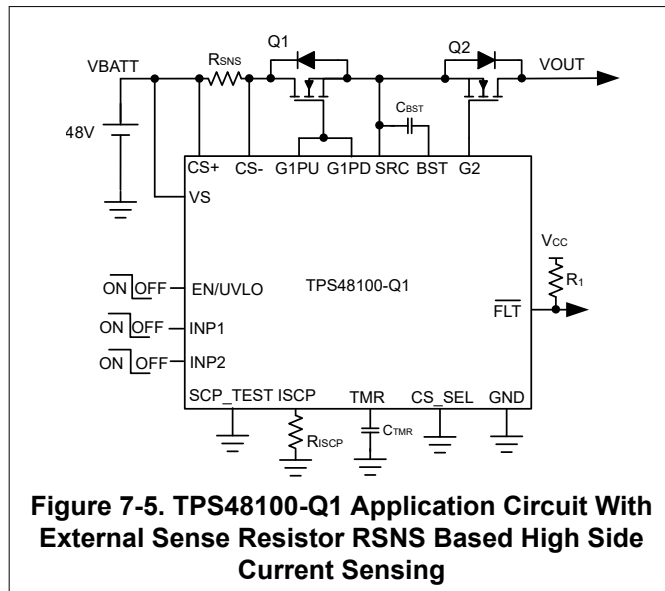 Q1
Q2
VBATT
RSNS
VOUT
CBST
48V
CS+ CS- G1PU G1PD SRC BST G2
VS
VCC
R1
ON OFF EN/UVLO
TPS48100-Q1
FLT
ON OFF INP1
ON OFF INP2
SCP_TEST ISCP TMR CS_SEL GND
RISCP
CTMR
Figure 7-5. TPS48100-Q1 Application Circuit With
External Sense Resistor RSNS Based High Side
Current Sensing